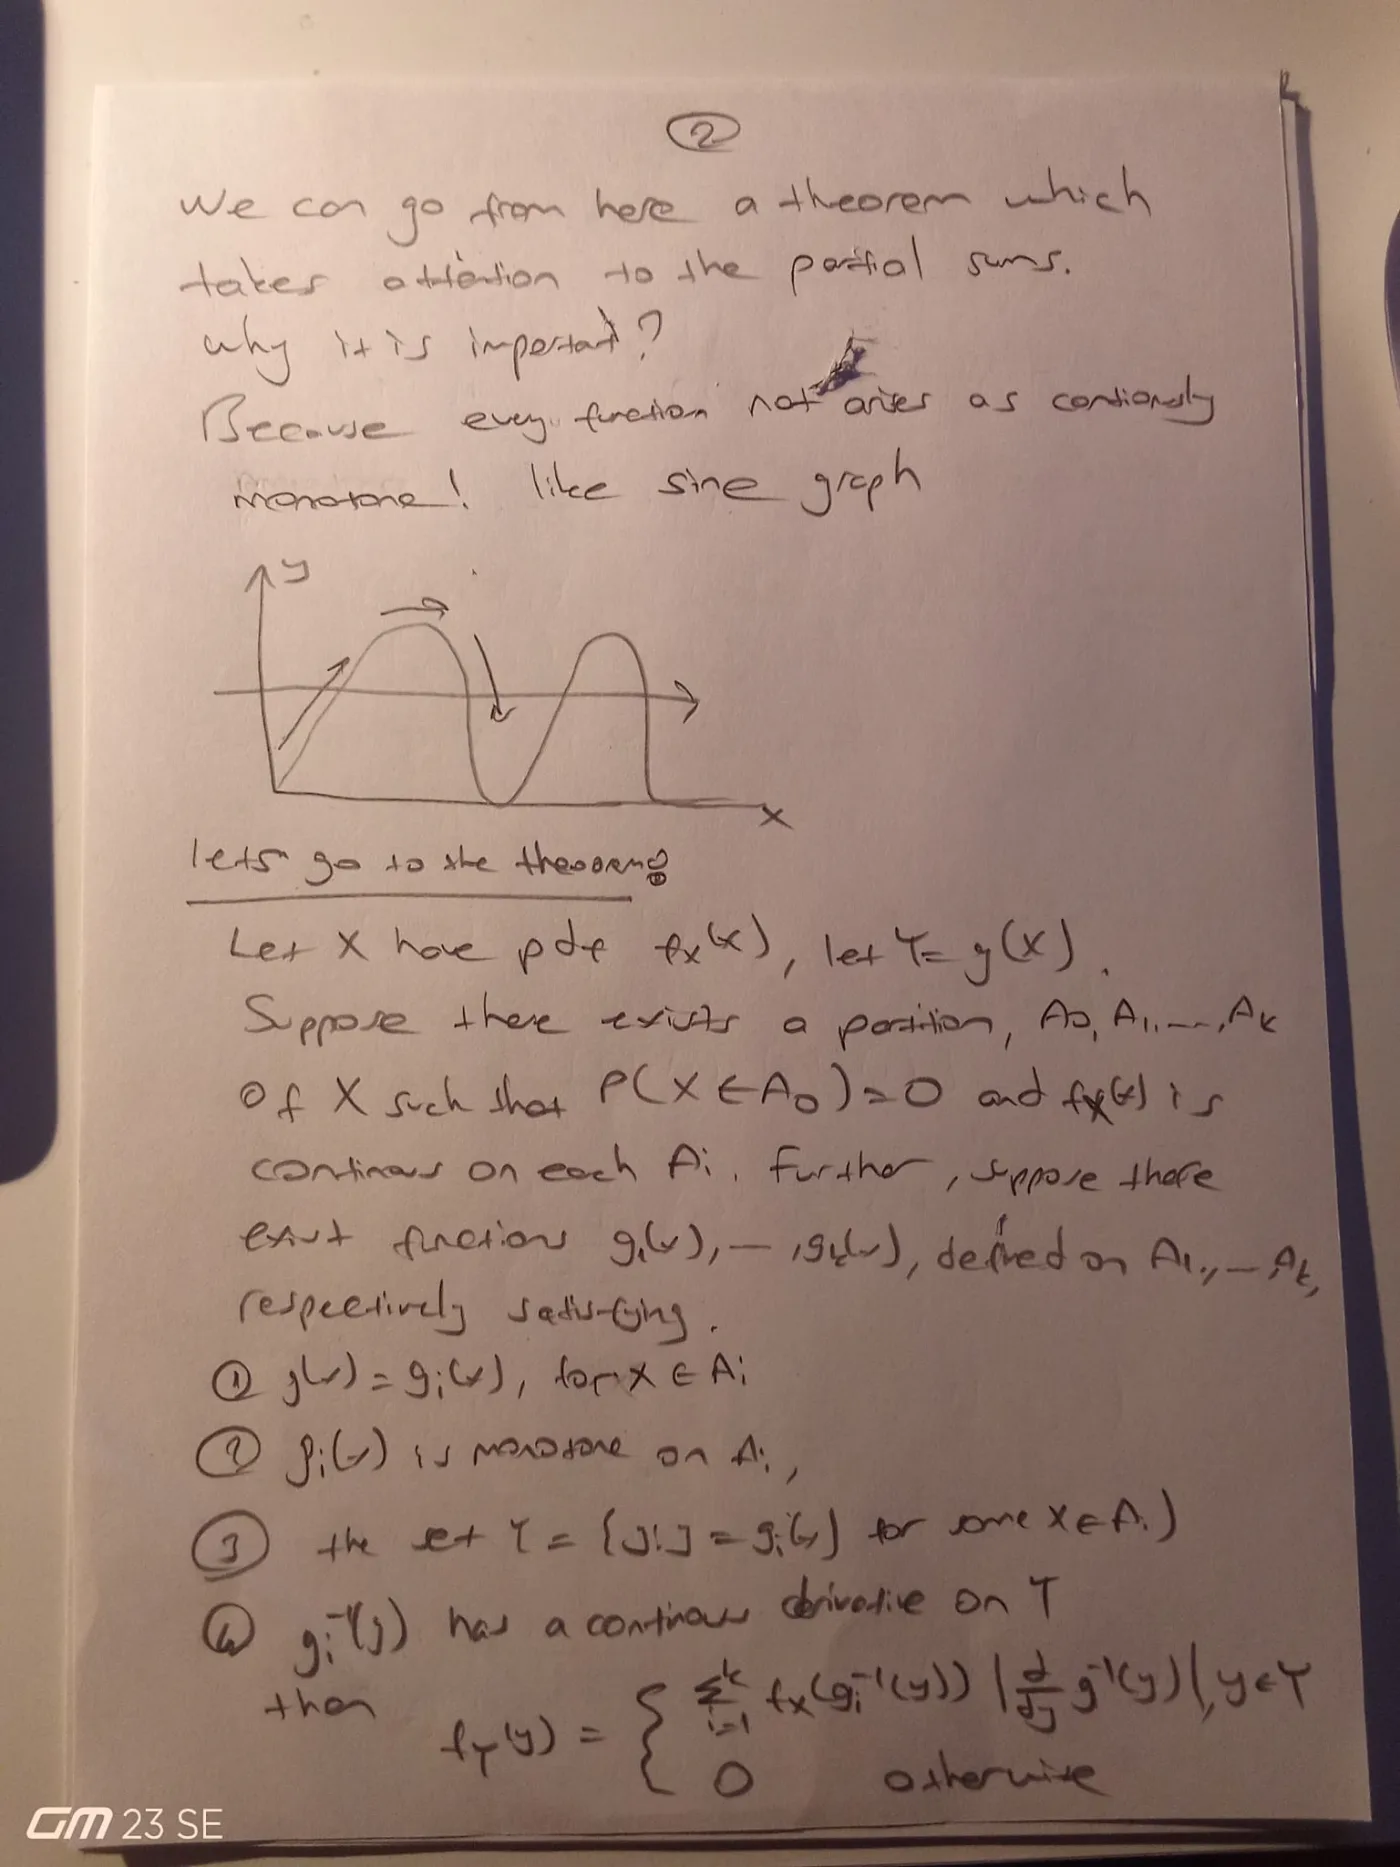 2
We can go from here a theorem which
takes attention to the partial sums.
Why it is important?
Because every function not arises as contionously
monotone! like sine graph
y
x
lets go to the theorem!
Let X have pdf fx(x), let Y = g(X).
Suppose there exists a partition, A0, A1, ..., Ak
of X such that P(X ∈ A0) = 0 and fx(x) is
continous on each Ai. Further, suppose there
exist functions g1(x), — , gk(x), defined on A1, — , Ak,
respectively satisfying.
① g(x) = gi(x), for x ∈ Ai
② gi(x) is monotone on Ai,
③ the set Y = {y: y = gi(x) for some x ∈ Ai}
④ gi⁻¹(y) has a continous derivative on Y
then fY(y) = { Σ^k_{i=1} fx(gi⁻¹(y)) |d/dy g⁻¹(y)|, y ∈ Y
0 otherwise
GM 23 SE